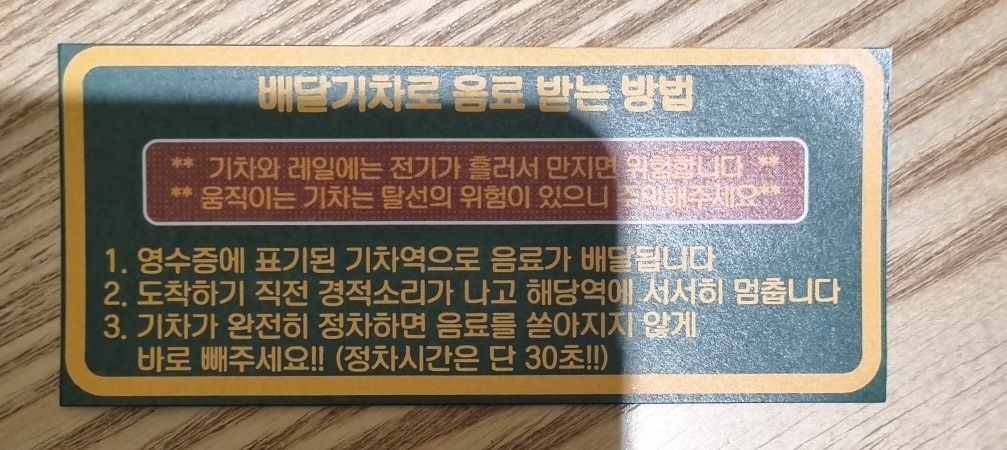 배달기차로 음료 받는 방법
** 기차와 레일에는 전기가 흘러서 만지면 위험합니다 **
** 움직이는 기차는 탈선의 위험이 있으니 주의해주세요**
1. 영수증에 표기된 기차역으로 음료가 배달됩니다
2. 도착하기 직전 경적소리가 나고 해당역에 서서히 멈춥니다
3. 기차가 완전히 정차하면 음료를 쏟아지지 않게
바로 빼주세요!! (정차시간은 단 30초!!)